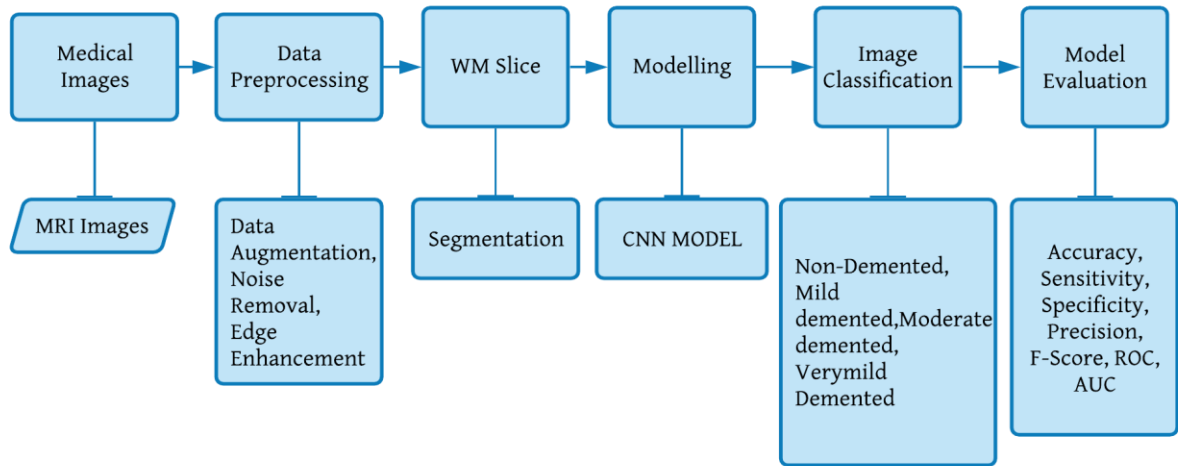 Medical
Images
Data
Preprocessing
WM Slice
Modelling
Image
Classification
Model
Evaluation
MRI Images
Data
Augmentation,
Noise
Removal,
Edge
Enhancement
Segmentation
CNN MODEL
Non-Demented,
Mild
demented,Moderate
demented,
Verymild
Demented
Accuracy,
Sensitivity,
Specificity,
Precision,
F-Score, ROC,
AUC